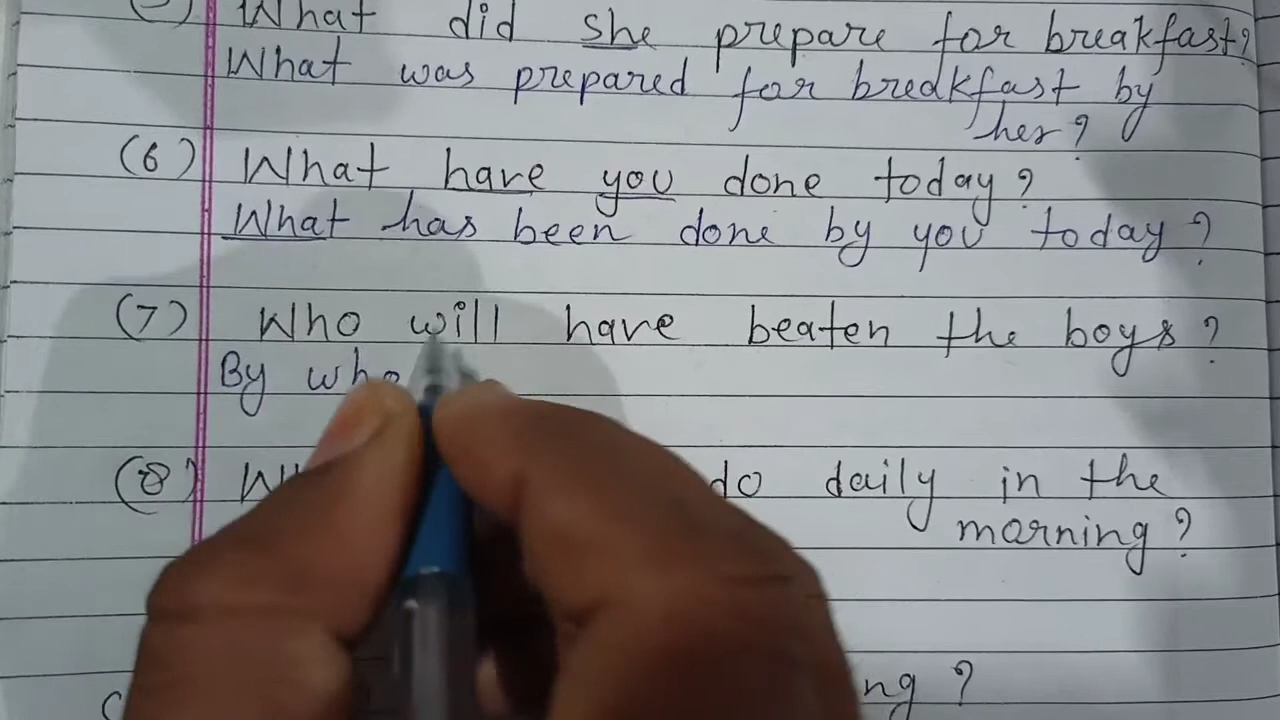 What did she prepare for breakfast?
What was prepared for breakfast by
her?
(6) What have you done today?
What has been done by you today?
(7) Who will have beaten the boys?
By who
(8) do daily in the
morning?
ng?